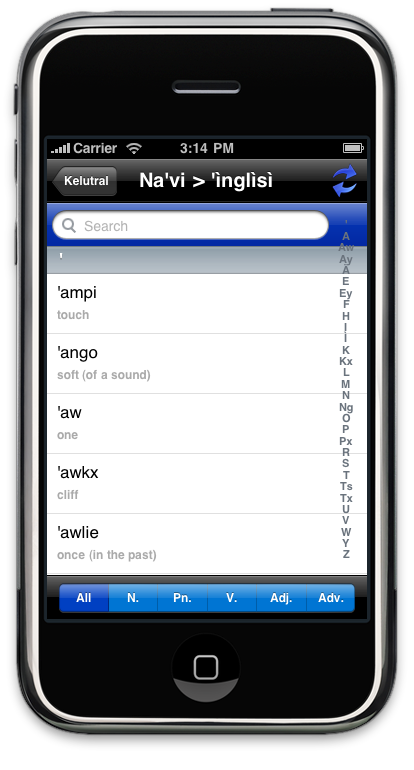 Carrier 3:14 PM
Kelutral Na'vi > 'ìnglìsì
Search
'
'ampi
touch
'ango
soft (of a sound)
'aw
one
'awkx
cliff
'awlie
once (in the past)
'
A
Aw
Ay
Ä
E
Ey
F
H
I
Ì
K
Kx
L
M
N
Ng
O
P
Px
R
S
T
Ts
Tx
U
V
W
Y
Z
All N. Pn. V. Adj. Adv.